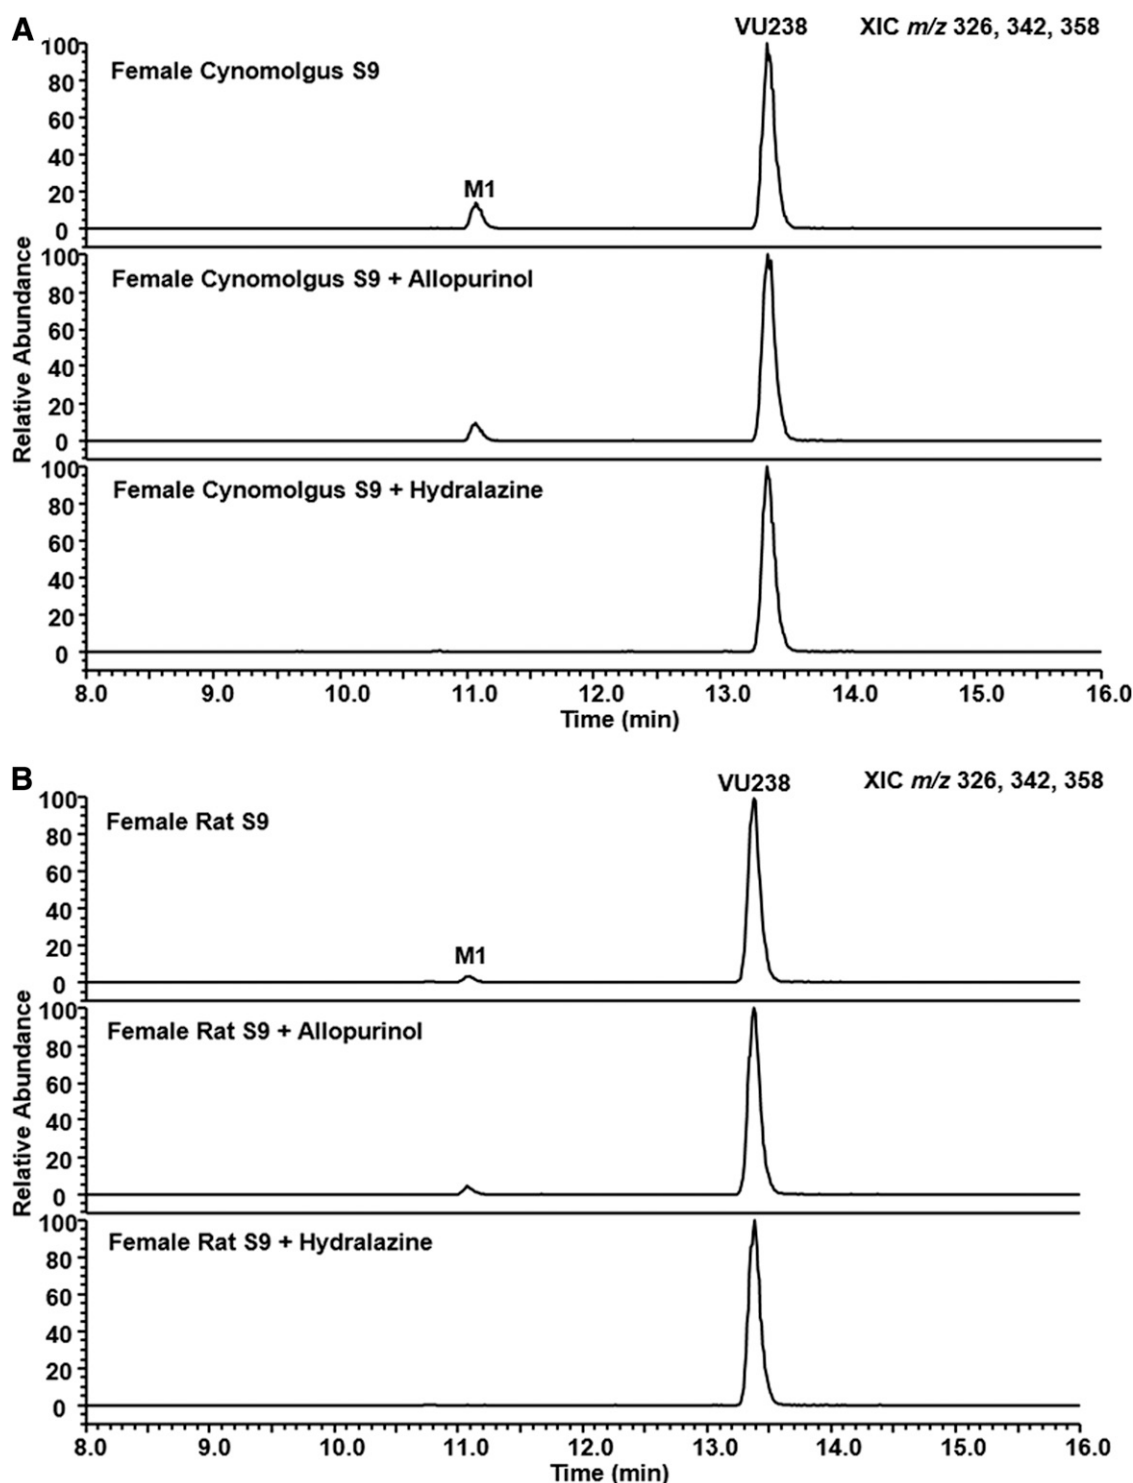 A
VU238 XIC m/z 326, 342, 358
Female Cynomolgus S9
M1
100
80
60
40
20
0
Female Cynomolgus S9 + Allopurinol
100
80
60
40
20
0
Relative Abundance
Female Cynomolgus S9 + Hydralazine
100
80
60
40
20
0
8.0 9.0 10.0 11.0 12.0 13.0 14.0 15.0 16.0
Time (min)
B
VU238 XIC m/z 326, 342, 358
Female Rat S9
M1
100
80
60
40
20
0
Female Rat S9 + Allopurinol
100
80
60
40
20
0
Relative Abundance
Female Rat S9 + Hydralazine
100
80
60
40
20
0
8.0 9.0 10.0 11.0 12.0 13.0 14.0 15.0 16.0
Time (min)